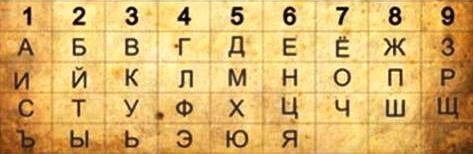 1 2 3 4 5 6 7 8 9
А Б В Г Д Е Ё Ж З
И Й К Л М Н О П Р
С Т У Ф Х Ц Ч Ш Щ
Ъ Ы Ь Э Ю Я